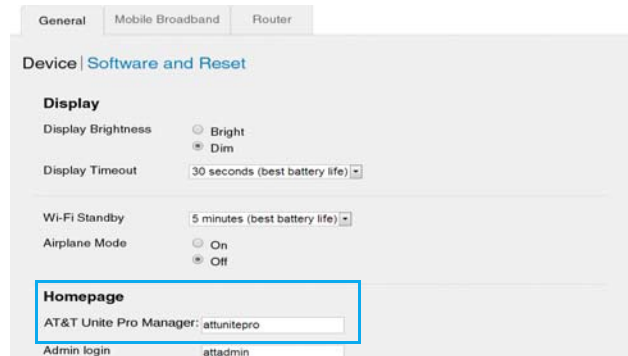 General Mobile Broadband Router
Device | Software and Reset
Display
Display Brightness Bright
Dim
Display Timeout 30 seconds (best battery life)
Wi-Fi Standby 5 minutes (best battery life)
Airplane Mode On
Off
Homepage
AT&T Unite Pro Manager: attunitepro
Admin login attadmin